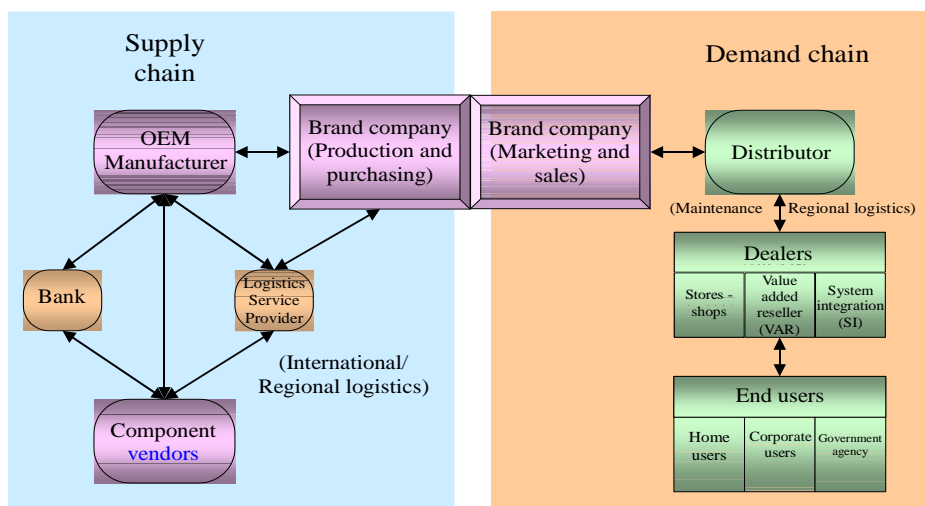 Supply
chain
OEM
Manufacturer
Brand company
(Production and
purchasing)
Bank
Logistics
Service
Provider
(International/
Regional logistics)
Component
vendors
Demand chain
Brand company
(Marketing and
sales)
Distributor
(Maintenance
Regional logistics)
Dealers
Stores -
shops
Value
added
reseller
(VAR)
System
integration
(SI)
End users
Home
users
Corporate
users
Government
agency